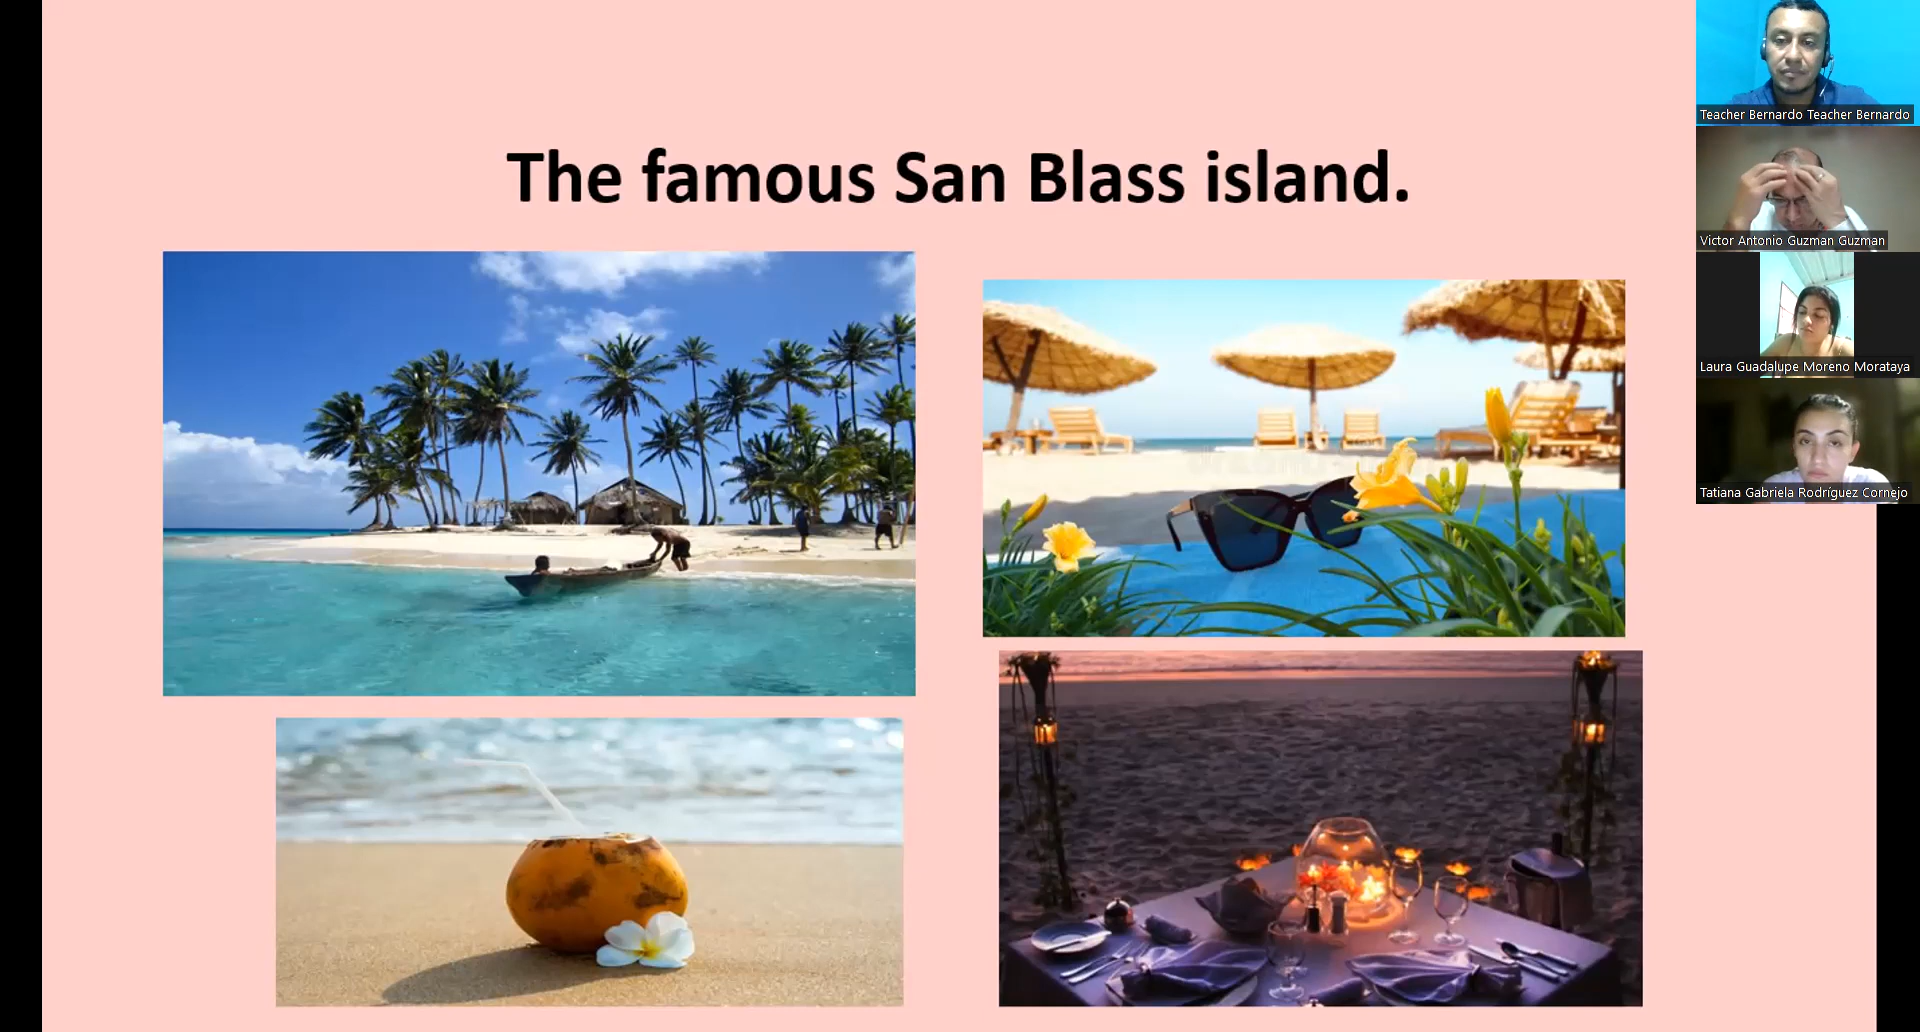 The famous San Blass island.
Teacher Bernardo Teacher Bernardo
Victor Antonio Guzman Guzman
Laura Guadalupe Moreno Morataya
Tatiana Gabriela Rodríguez Cornejo